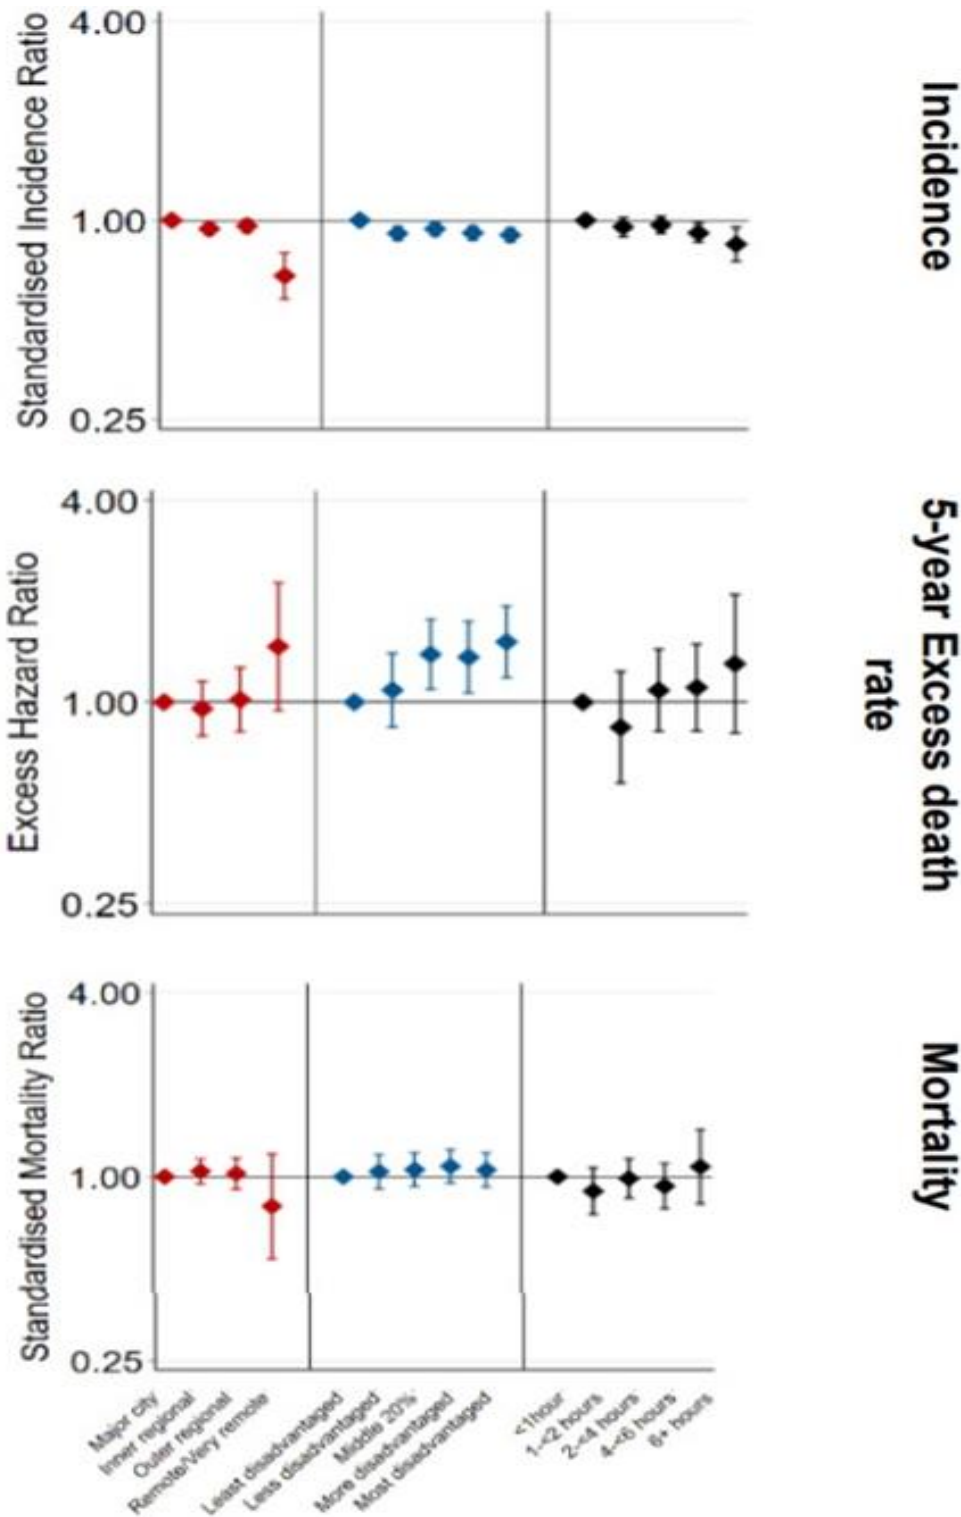 4.00
1.00
0.25
Standardised Incidence Ratio
Incidence
4.00
1.00
0.25
Excess Hazard Ratio
5-year Excess death
rate
4.00
1.00
0.25
Standardised Mortality Ratio
Mortality
Major city
Inner regional
Outer regional
Remote/Very remote
Least disadvantaged
Less disadvantaged
Middle 20%
More disadvantaged
Most disadvantaged
<1hour
1-<2 hours
2-<4 hours
4-<6 hours
6+ hours